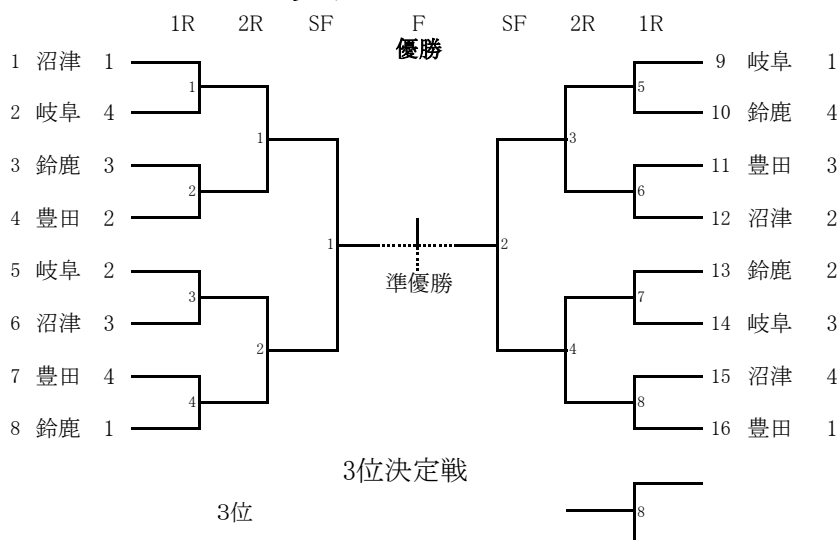 1R 2R SF F SF 2R 1R
優勝
1 沼津 1 9 岐阜 1
1 5
2 岐阜 4 10 鈴鹿 4
1 3
3 鈴鹿 3 11 豊田 3
2 6
4 豊田 2 12 沼津 2
1 2
5 岐阜 2 13 鈴鹿 2
準優勝
3 7
6 沼津 3 14 岐阜 3
2 4
7 豊田 4 15 沼津 4
4 8
8 鈴鹿 1 16 豊田 1
3位決定戦
3位 8